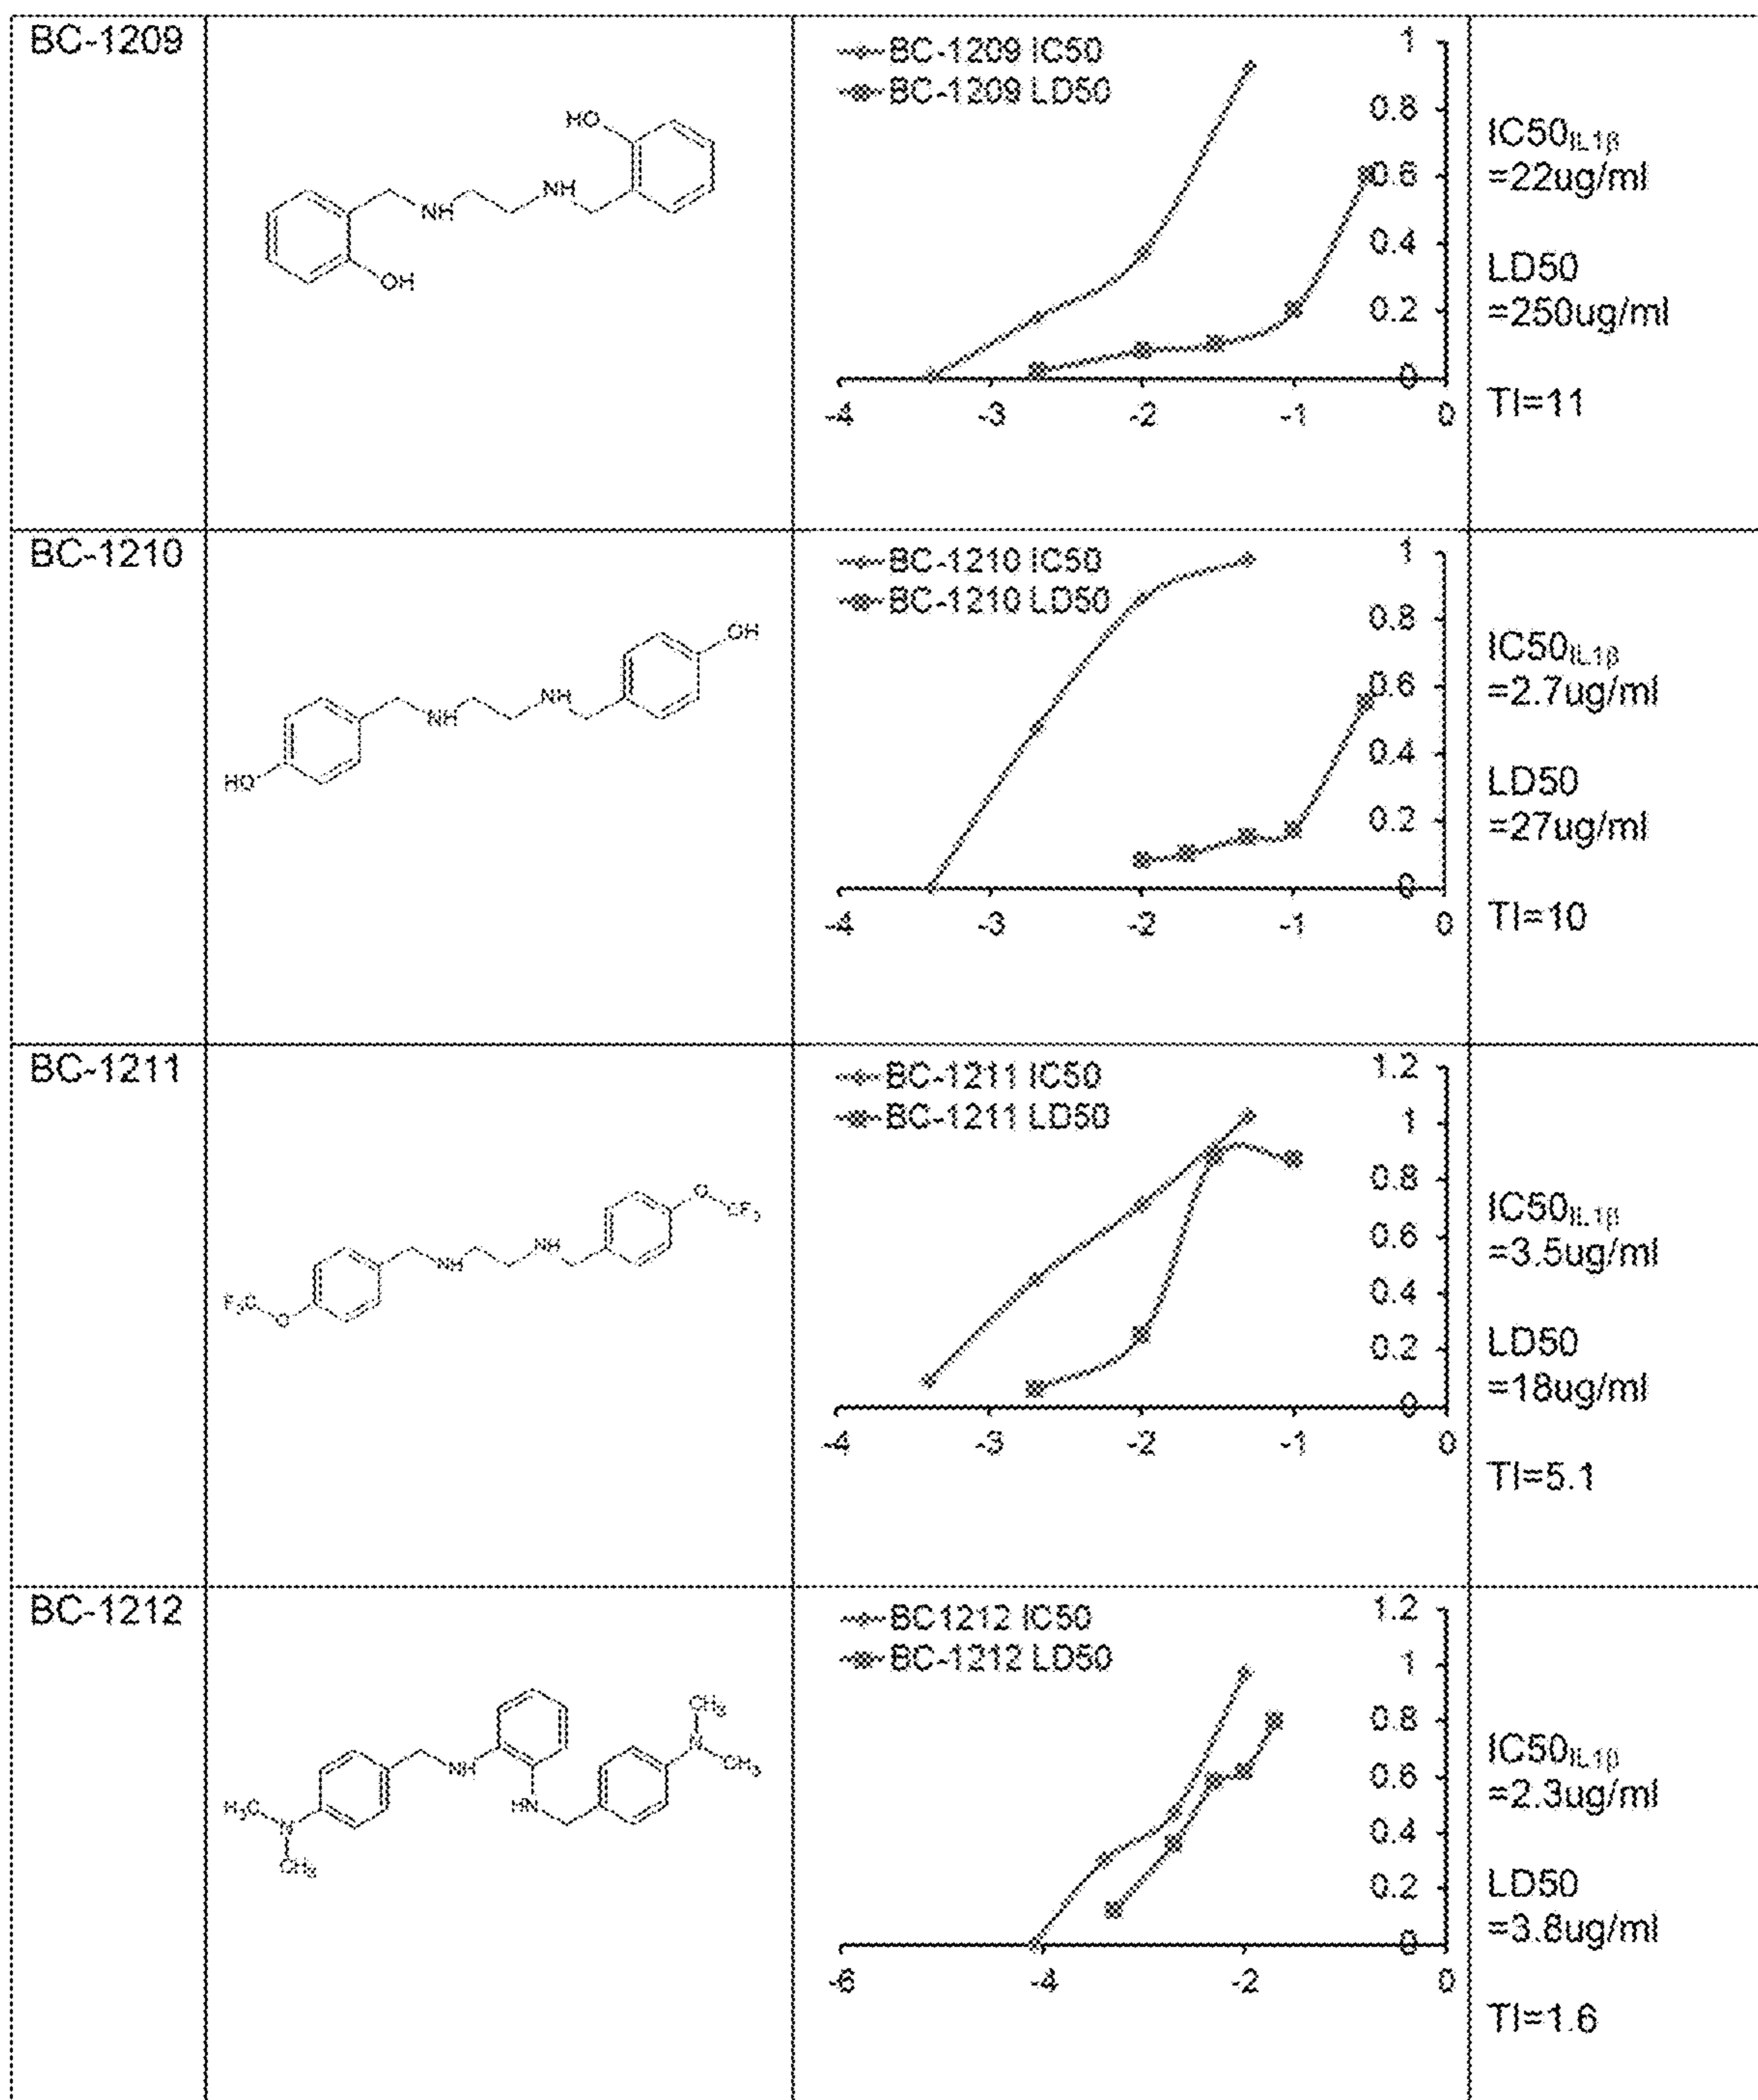 BC-1209
HO
NH
NH
OH
BC-1209 IC50
BC-1209 LD50
1
0.8
0.6
0.4
0.2
0
-4
-3
-2
-1
0
IC50IL1β
=22ug/ml
LD50
=250ug/ml
TI=11
BC-1210
OH
NH
NH
HO
BC-1210 IC50
BC-1210 LD50
1
0.8
0.6
0.4
0.2
0
-4
-3
-2
-1
0
IC50IL1β
=2.7ug/ml
LD50
=27ug/ml
TI=10
BC-1211
O
CF3
NH
NH
F3C
O
BC-1211 IC50
BC-1211 LD50
1.2
1
0.8
0.6
0.4
0.2
0
-4
-3
-2
-1
0
IC50IL1β
=3.5ug/ml
LD50
=18ug/ml
TI=5.1
BC-1212
CH3
N
CH3
NH
HN
H3C
N
CH3
BC1212 IC50
BC-1212 LD50
1.2
1
0.8
0.6
0.4
0.2
0
-6
-4
-2
0
IC50IL1β
=2.3ug/ml
LD50
=3.8ug/ml
TI=1.6